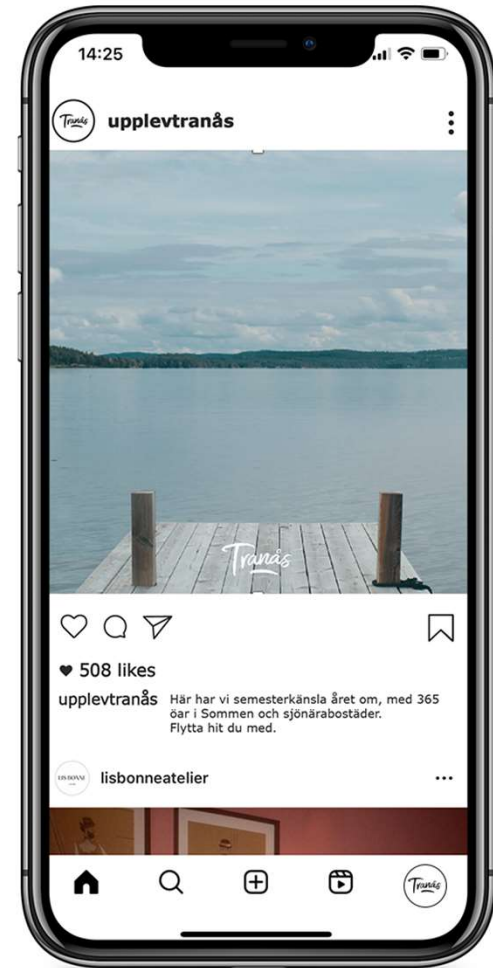 14:25
Tranås
upplevtranås
Tranås
508 likes
upplevtranås Här har vi semesterkänsla året om, med 365
öar i Sommen och sjönärabostäder.
Flytta hit du med.
LISBONNE
lisbonneatelier
Tranås